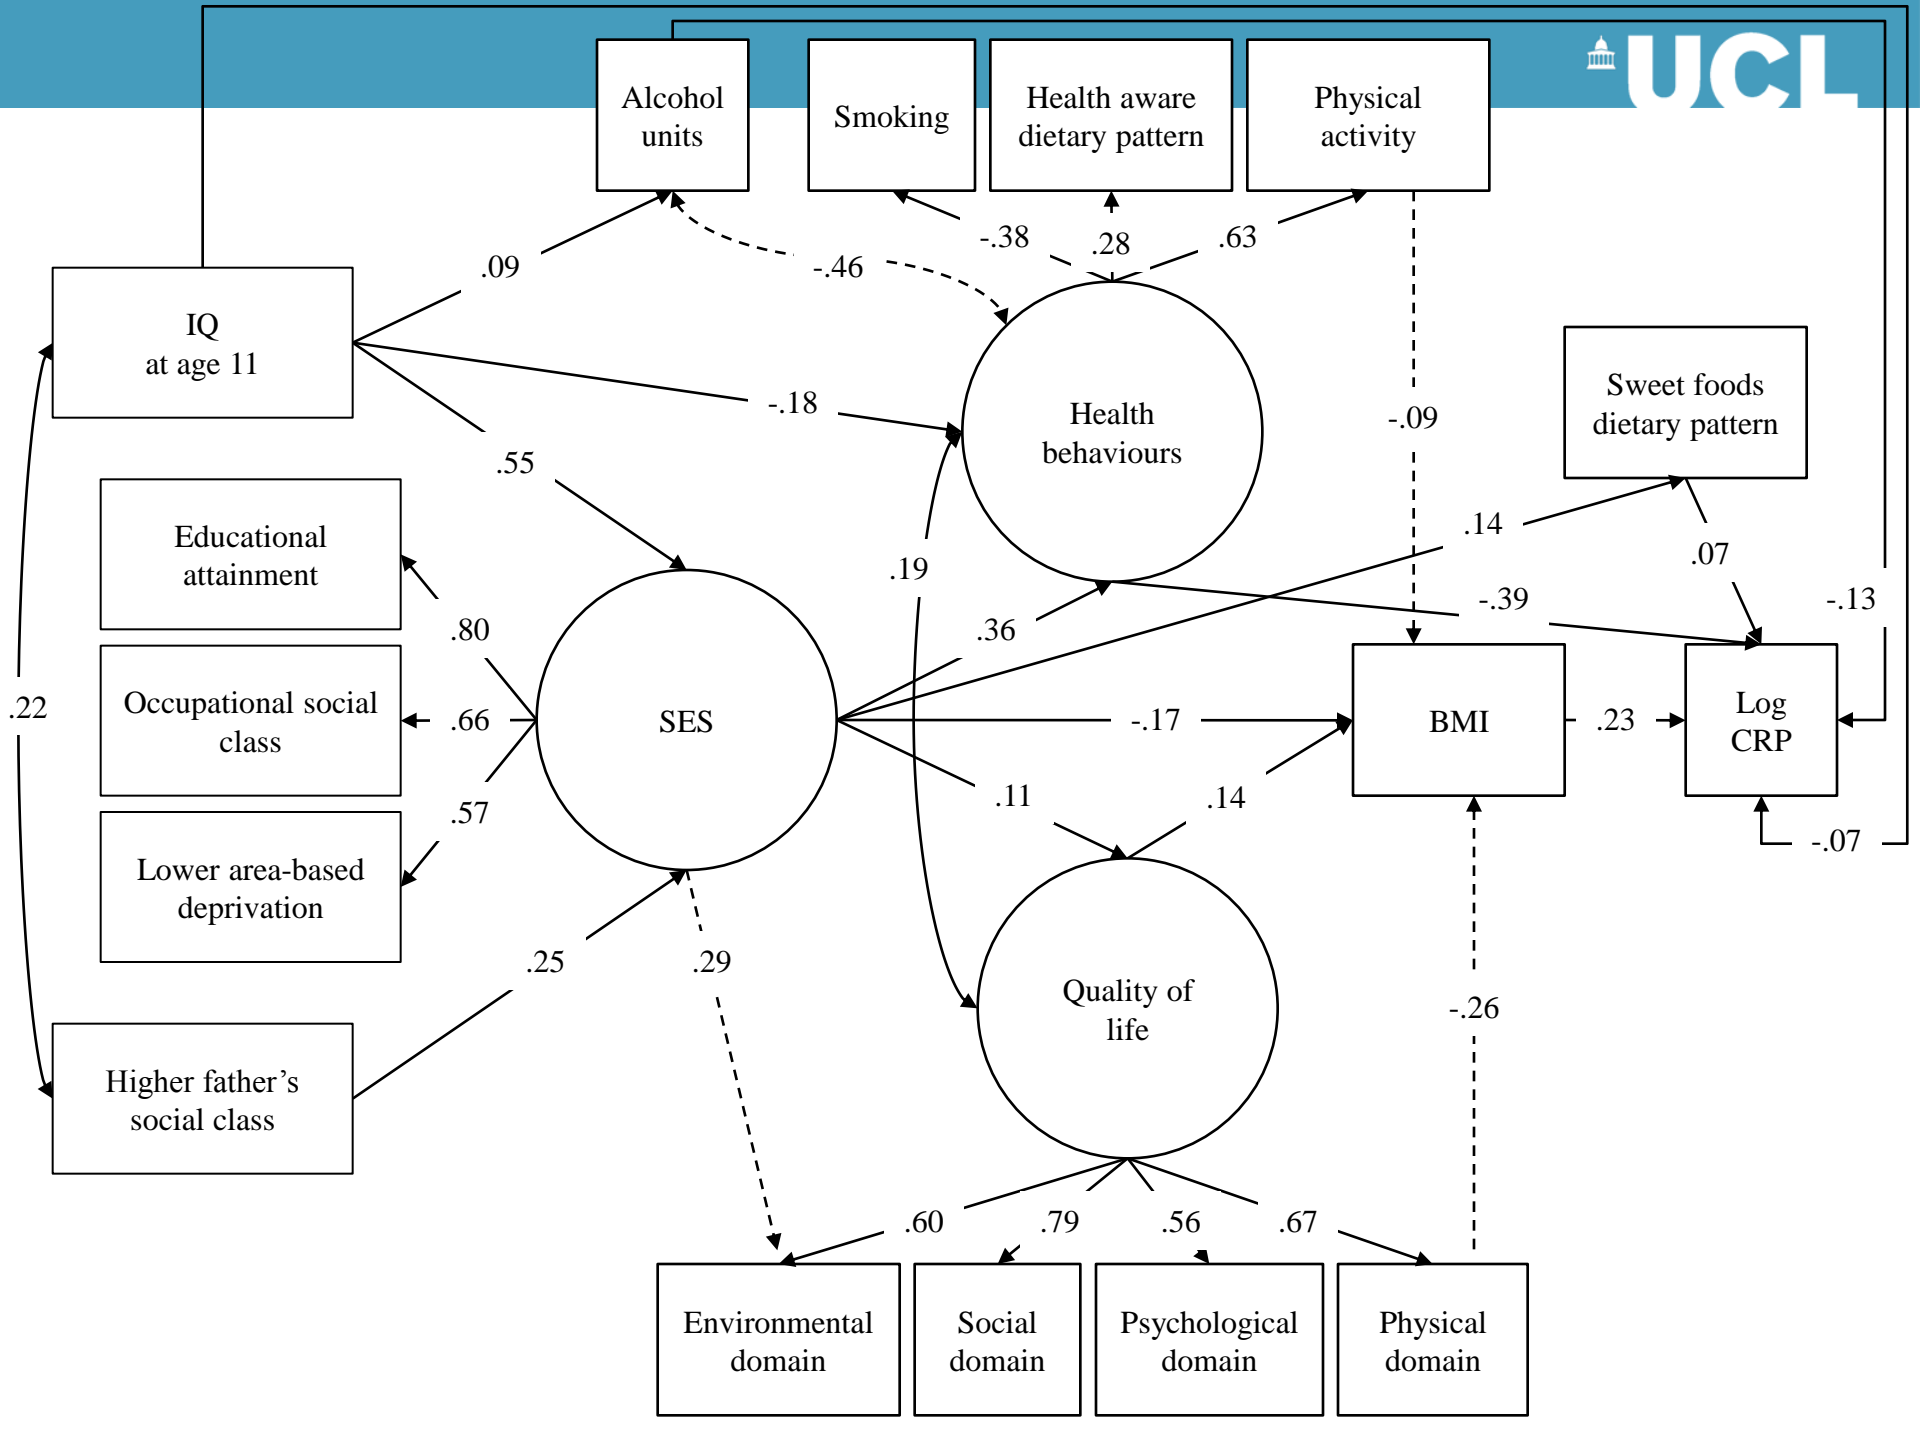 UCL
Alcohol
units
Smoking
Health aware
dietary pattern
Physical
activity
-.38
.28
.63
.09
-.46
IQ
at age 11
Sweet foods
dietary pattern
-.18
Health
behaviours
-.09
.55
.14
Educational
attainment
.19
.07
.80
.36
-.39
-.13
.22
Occupational social
class
.66
SES
-.17
BMI
.23
Log
CRP
.57
.11
.14
-.07
Lower area-based
deprivation
.25
.29
Quality of
life
-.26
Higher father’s
social class
.60
.79
.56
.67
Environmental
domain
Social
domain
Psychological
domain
Physical
domain